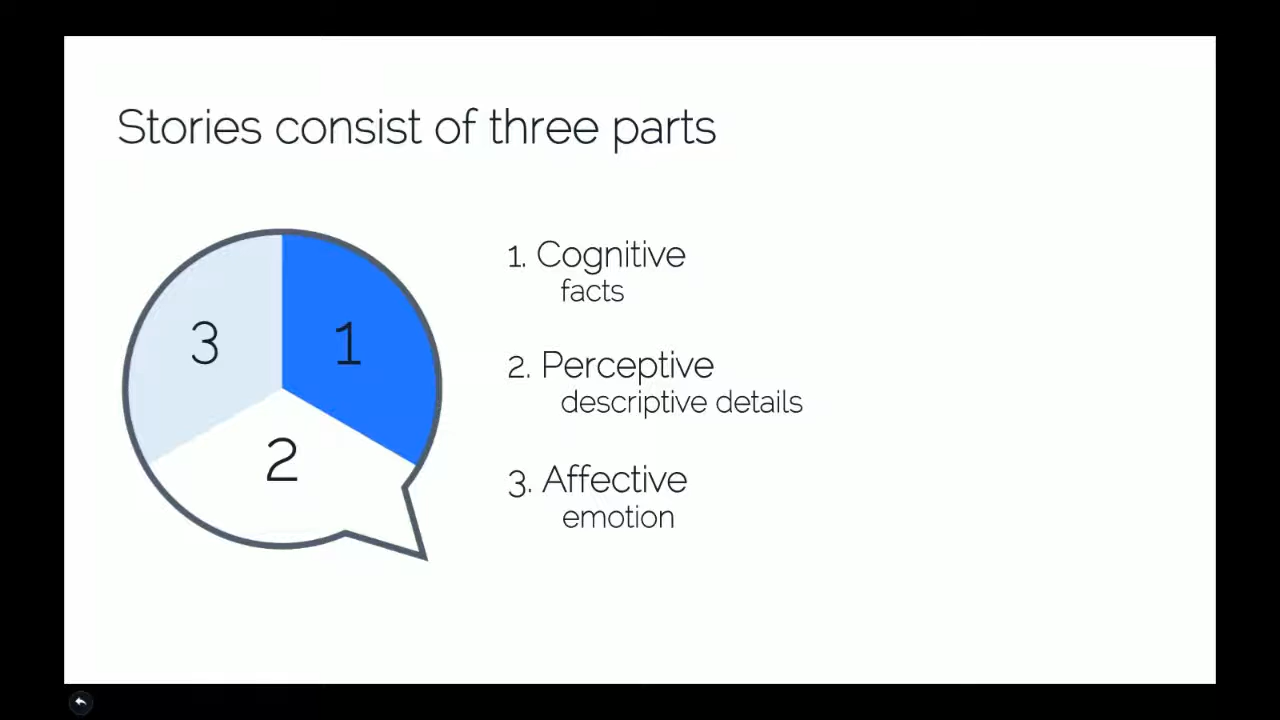 Stories consist of three parts
3
1
2
1. Cognitive
facts
2. Perceptive
descriptive details
3. Affective
emotion